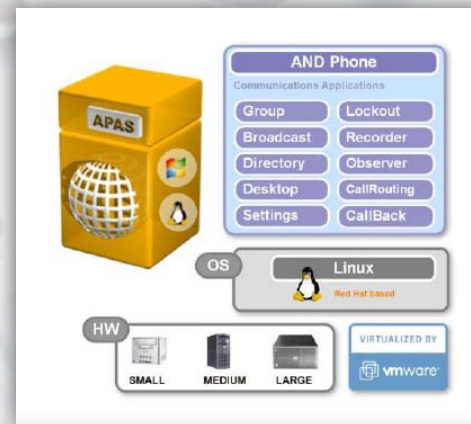 APAS
AND Phone
Communications Applications
Group
Lockout
Broadcast
Recorder
Directory
Observer
Desktop
CallRouting
Settings
CallBack
OS
Linux
Red Hat based
HW
SMALL
MEDIUM
LARGE
VIRTUALIZED BY
vmware